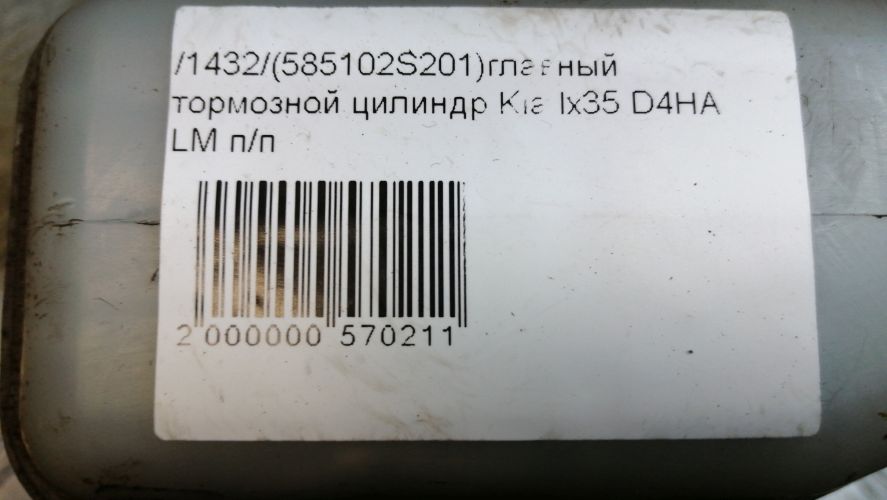 /1432/(585102S201)главный
тормозной цилиндр Kia Ix35 D4HA
LM п/п
2 000000 570211